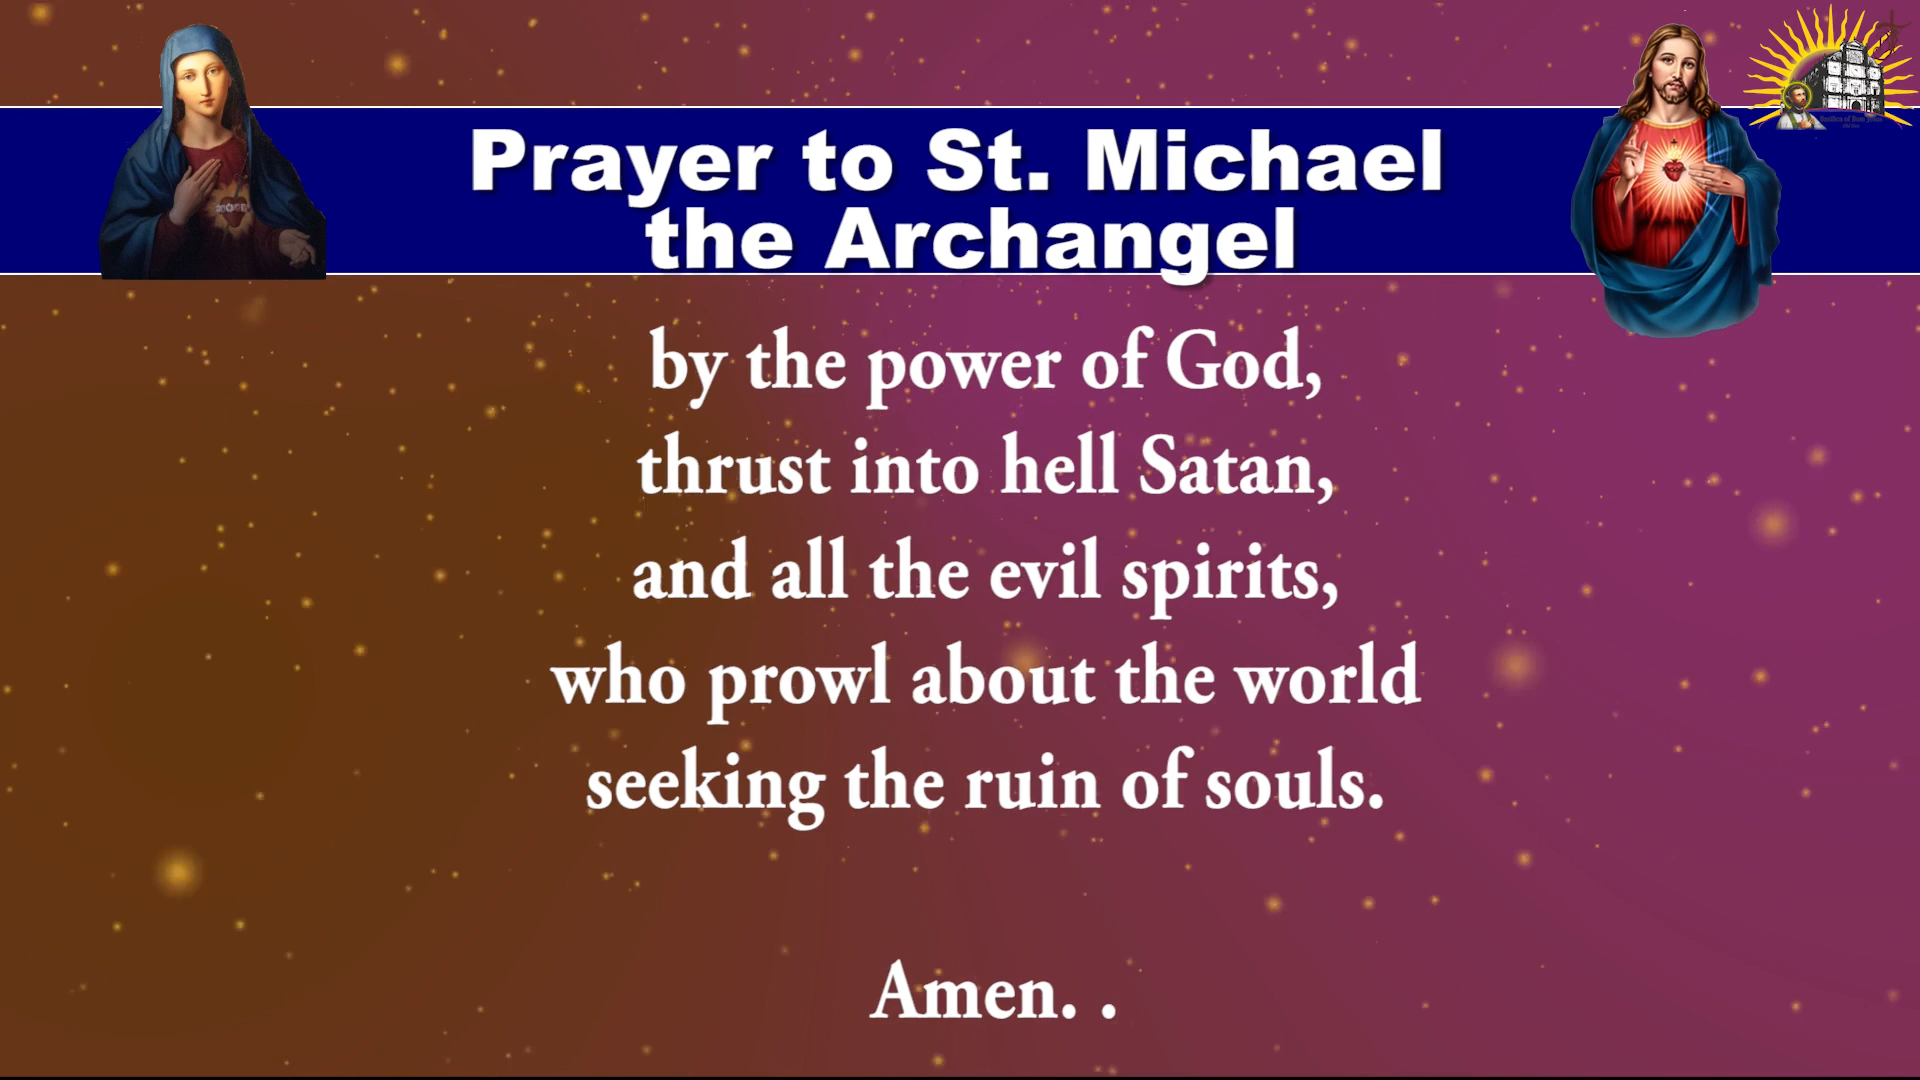 Prayer to St. Michael
the Archangel
by the power of God,
thrust into hell Satan,
and all the evil spirits,
who prowl about the world
seeking the ruin of souls.
Amen. .